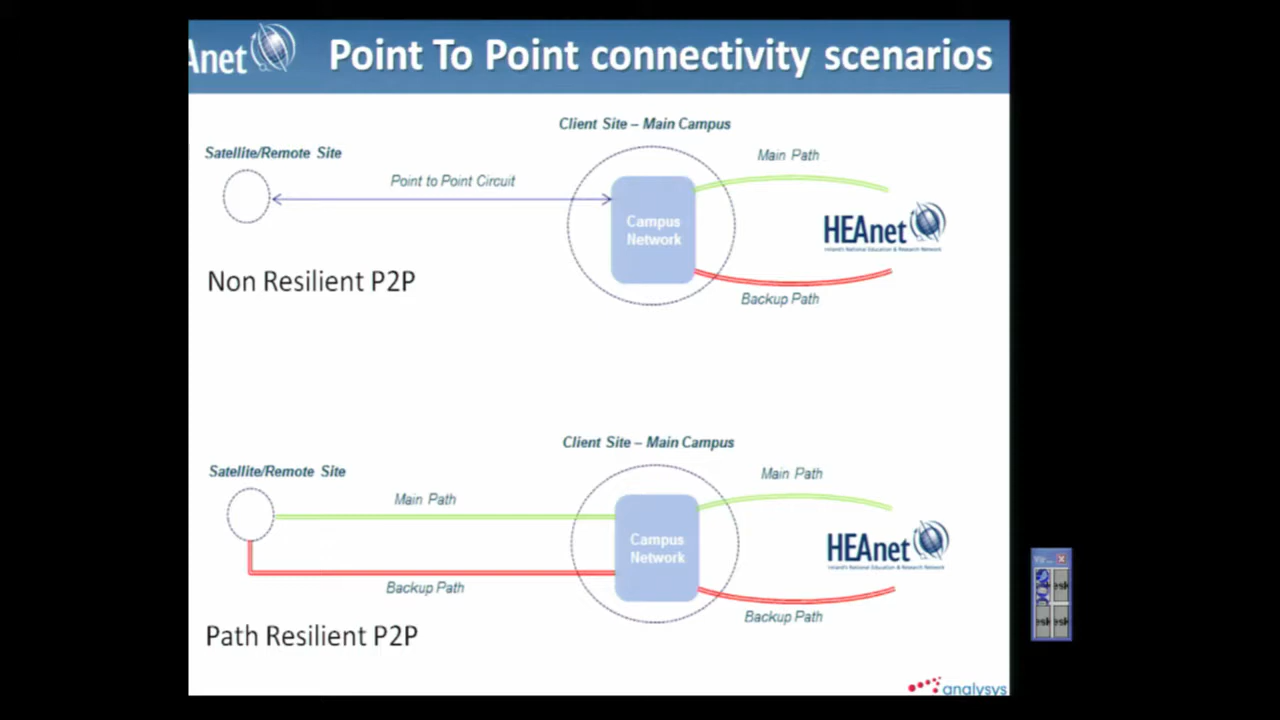 Anet
Point To Point connectivity scenarios
Client Site – Main Campus
Satellite/Remote Site
Main Path
Point to Point Circuit
Campus
Network
HEAnet
Ireland's National Education & Research Network
Non Resilient P2P
Backup Path
Client Site – Main Campus
Satellite/Remote Site
Main Path
Main Path
Campus
Network
HEAnet
Ireland's National Education & Research Network
Backup Path
Backup Path
Path Resilient P2P
analysys